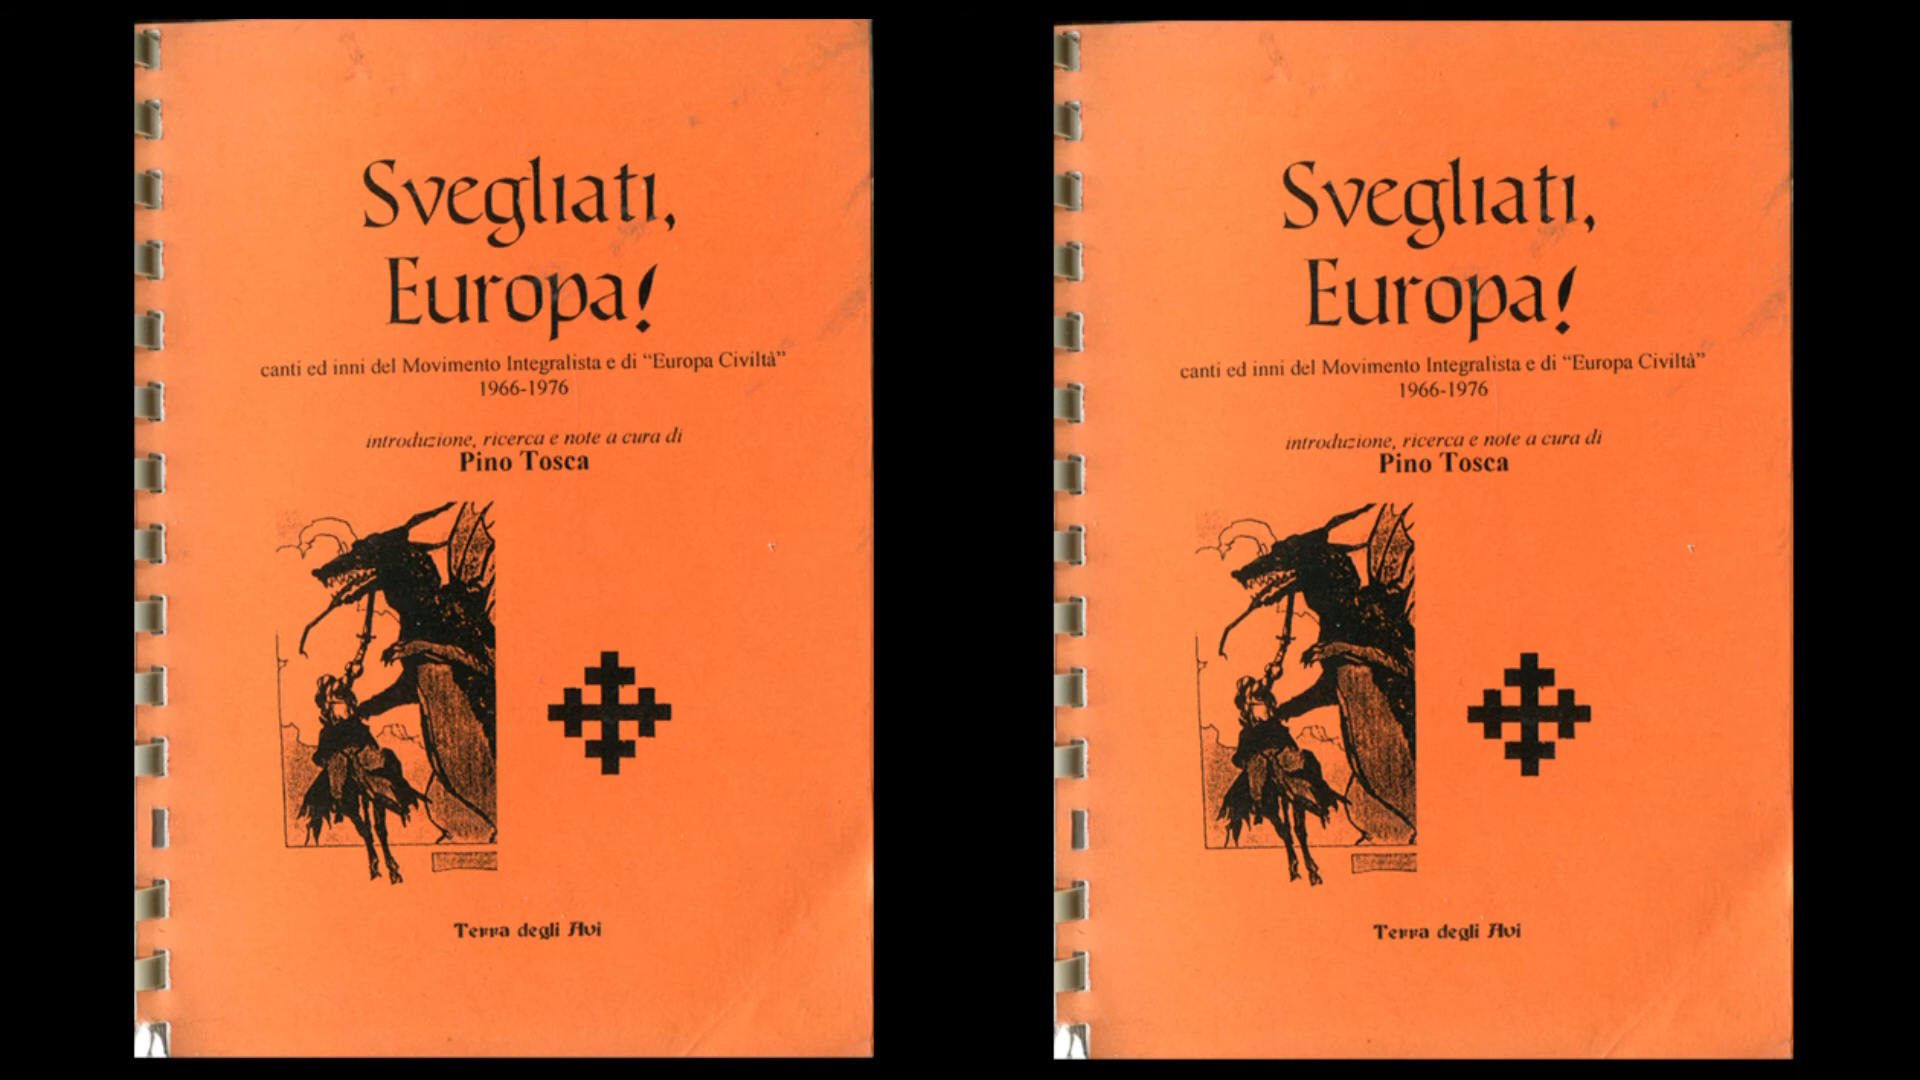 Svegliati,
Europa!
canti ed inni del Movimento Integralista e di “Europa Civiltà”
1966-1976
introduzione, ricerca e note a cura di
Pino Tosca
Terra degli Avi
Svegliati,
Europa!
canti ed inni del Movimento Integralista e di “Europa Civiltà”
1966-1976
introduzione, ricerca e note a cura di
Pino Tosca
Terra degli Avi